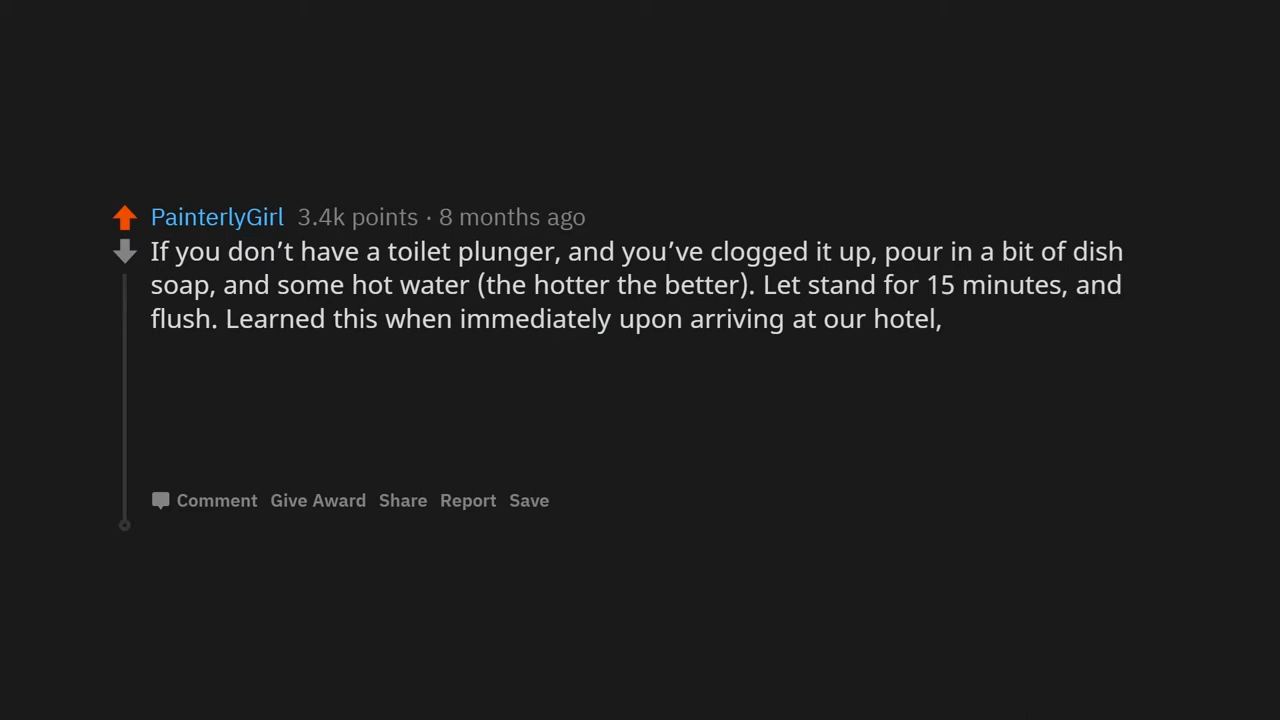 PainterlyGirl 3.4k points · 8 months ago
If you don’t have a toilet plunger, and you’ve clogged it up, pour in a bit of dish
soap, and some hot water (the hotter the better). Let stand for 15 minutes, and
flush. Learned this when immediately upon arriving at our hotel,
Comment Give Award Share Report Save